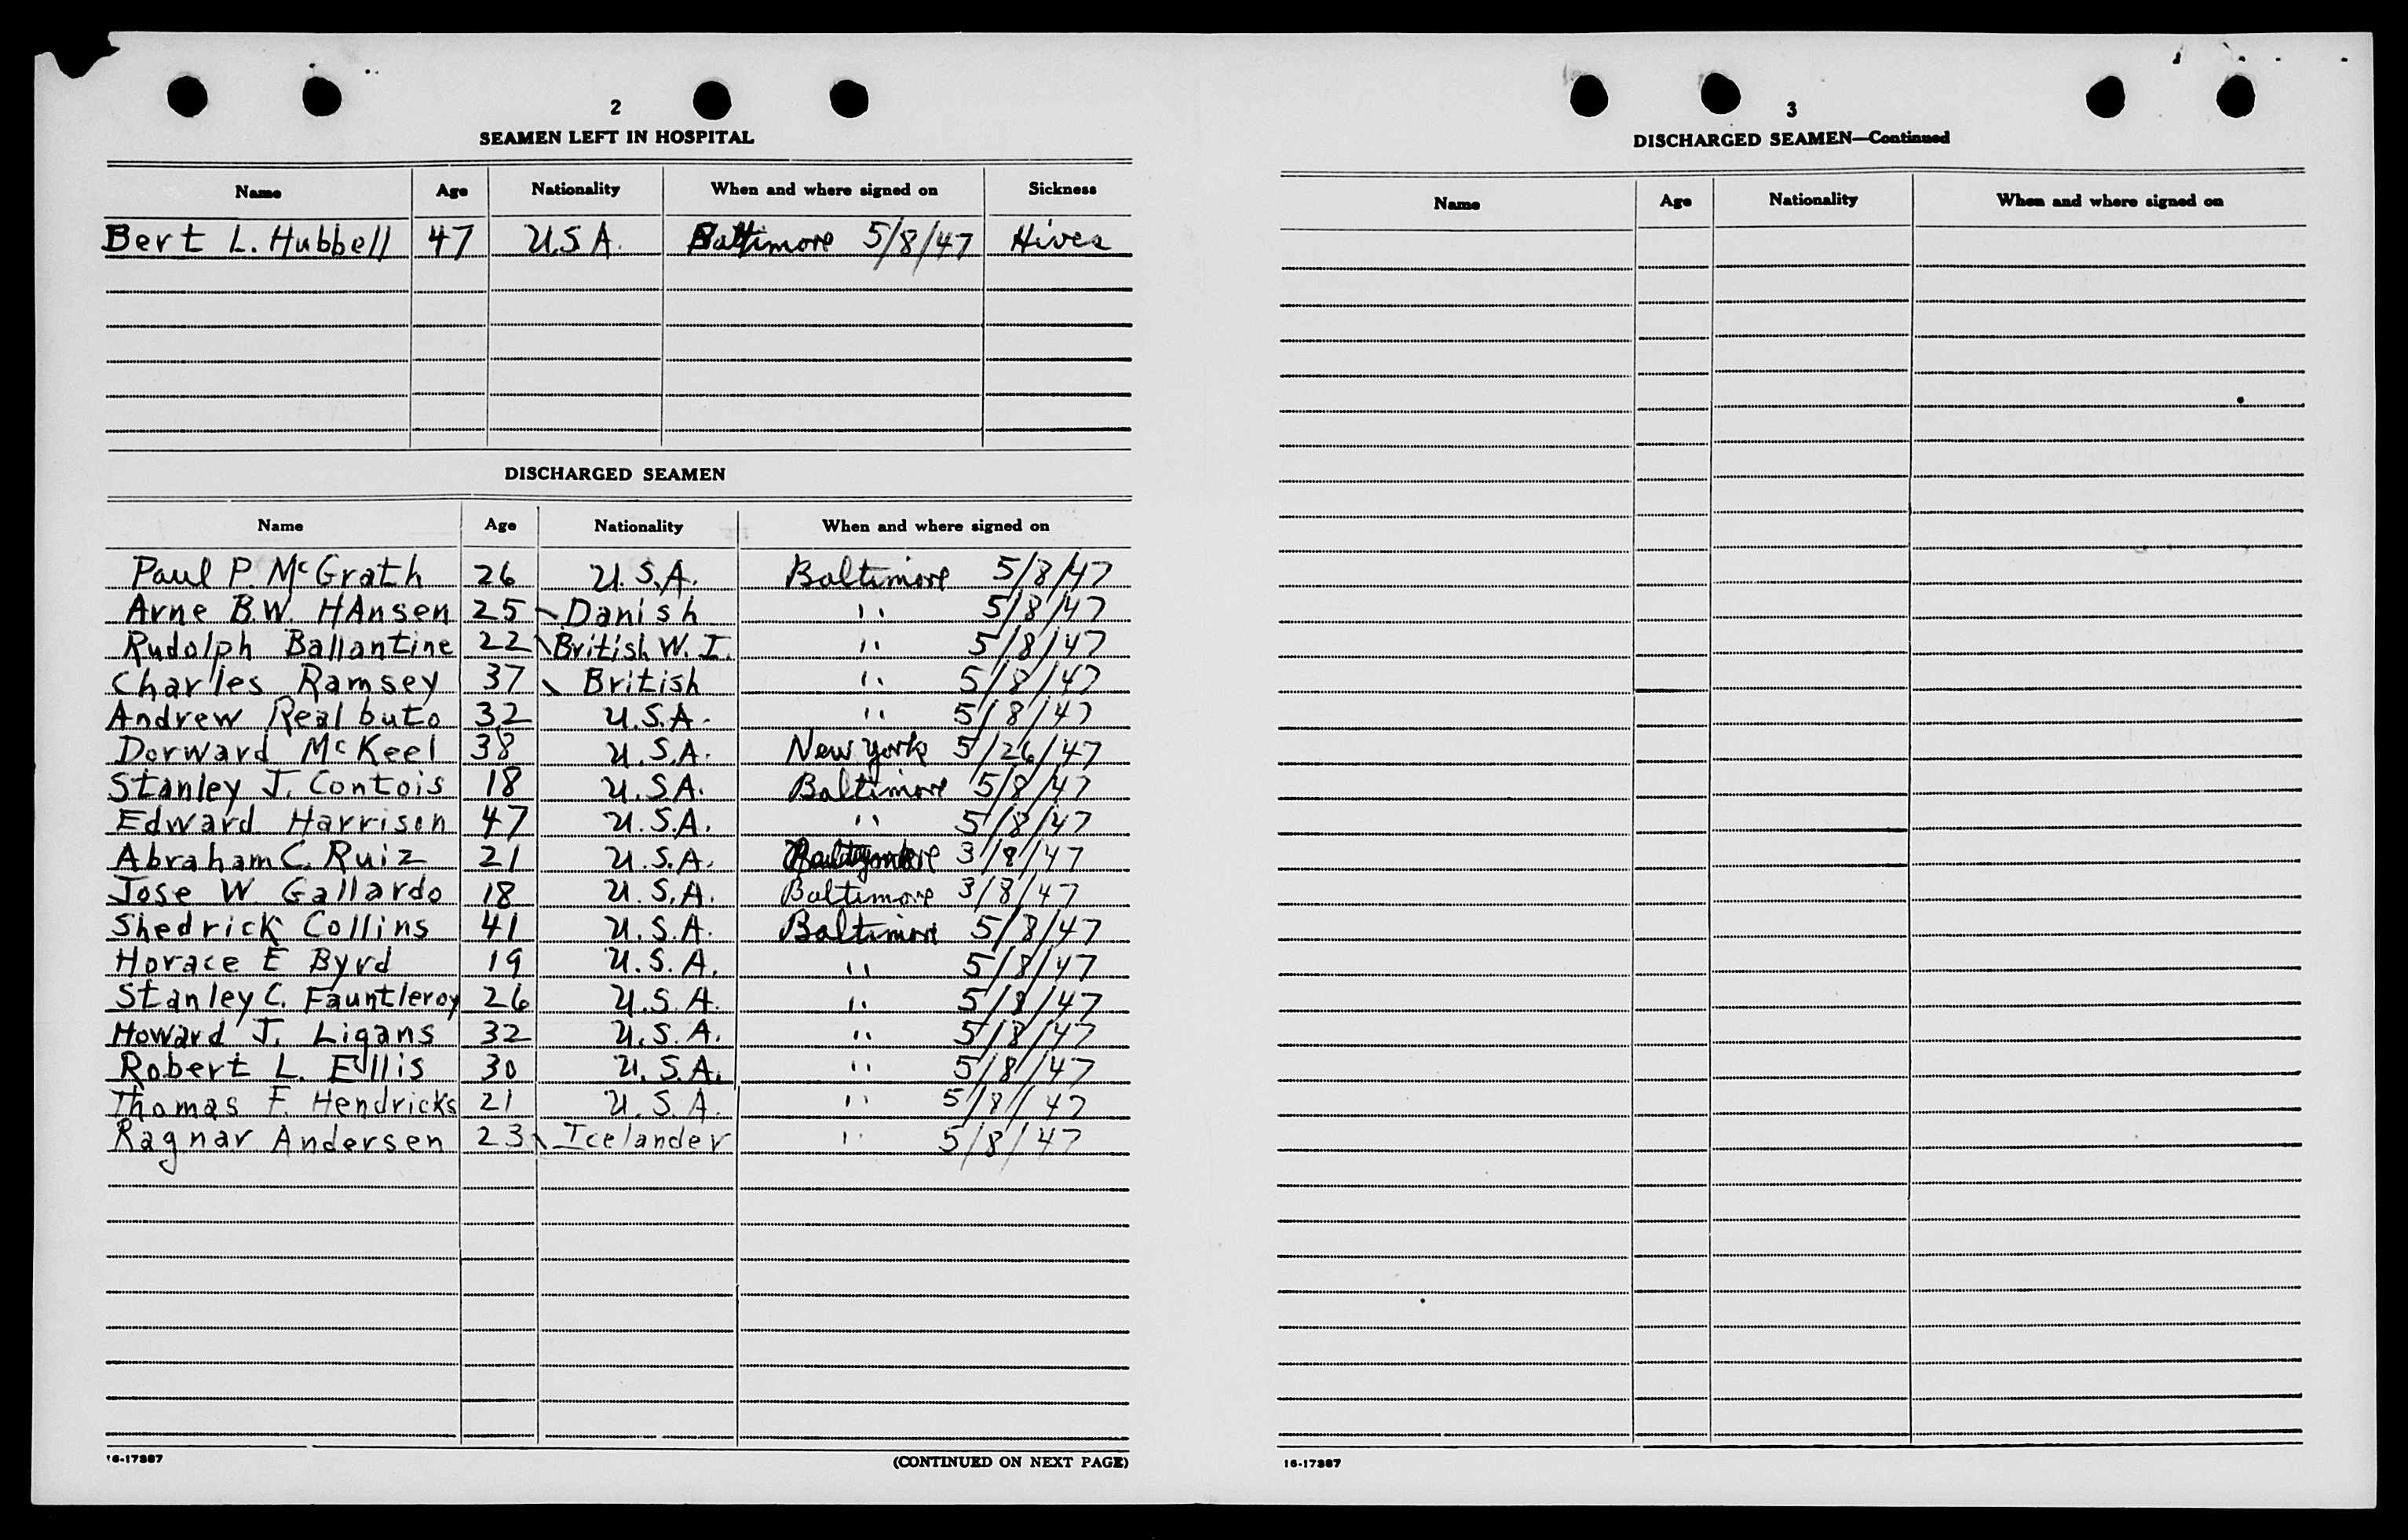 2
SEAMEN LEFT IN HOSPITAL
Name Age Nationality When and where signed on Sickness
Bert L. Hubbell 47 U.S.A. Baltimore 5/8/47 Hives
DISCHARGED SEAMEN
Name Age Nationality When and where signed on
Paul P. McGrath 26 U.S.A. Baltimore 5/8/47
Arne B.W. HAnsen 25 Danish " 5/8/47
Rudolph Ballantine 22 British W. I. " 5/8/47
Charles Ramsey 37 British " 5/8/47
Andrew Realbuto 32 U.S.A. " 5/8/47
Dorward McKeel 38 U.S.A. New York 5/26/47
Stanley J. Contois 18 U.S.A. Baltimore 5/8/47
Edward Harrison 47 U.S.A. " 5/8/47
Abraham C. Ruiz 21 U.S.A. 3/8/47
Jose W. Gallardo 18 U.S.A. Baltimore 3/8/47
Shedrick Collins 41 U.S.A. Baltimore 5/8/47
Horace E Byrd 19 U.S.A. " 5/8/47
Stanley C. Fauntleroy 26 U.S.A. " 5/8/47
Howard J. Ligans 32 U.S.A. " 5/8/47
Robert L. Ellis 30 U.S.A. " 5/8/47
Thomas F. Hendricks 21 U.S.A. " 5/8/47
Ragnar Andersen 23 Icelander " 5/8/47
16-17387 (CONTINUED ON NEXT PAGE)
3
DISCHARGED SEAMEN—Continued
Name Age Nationality When and where signed on
16-17387